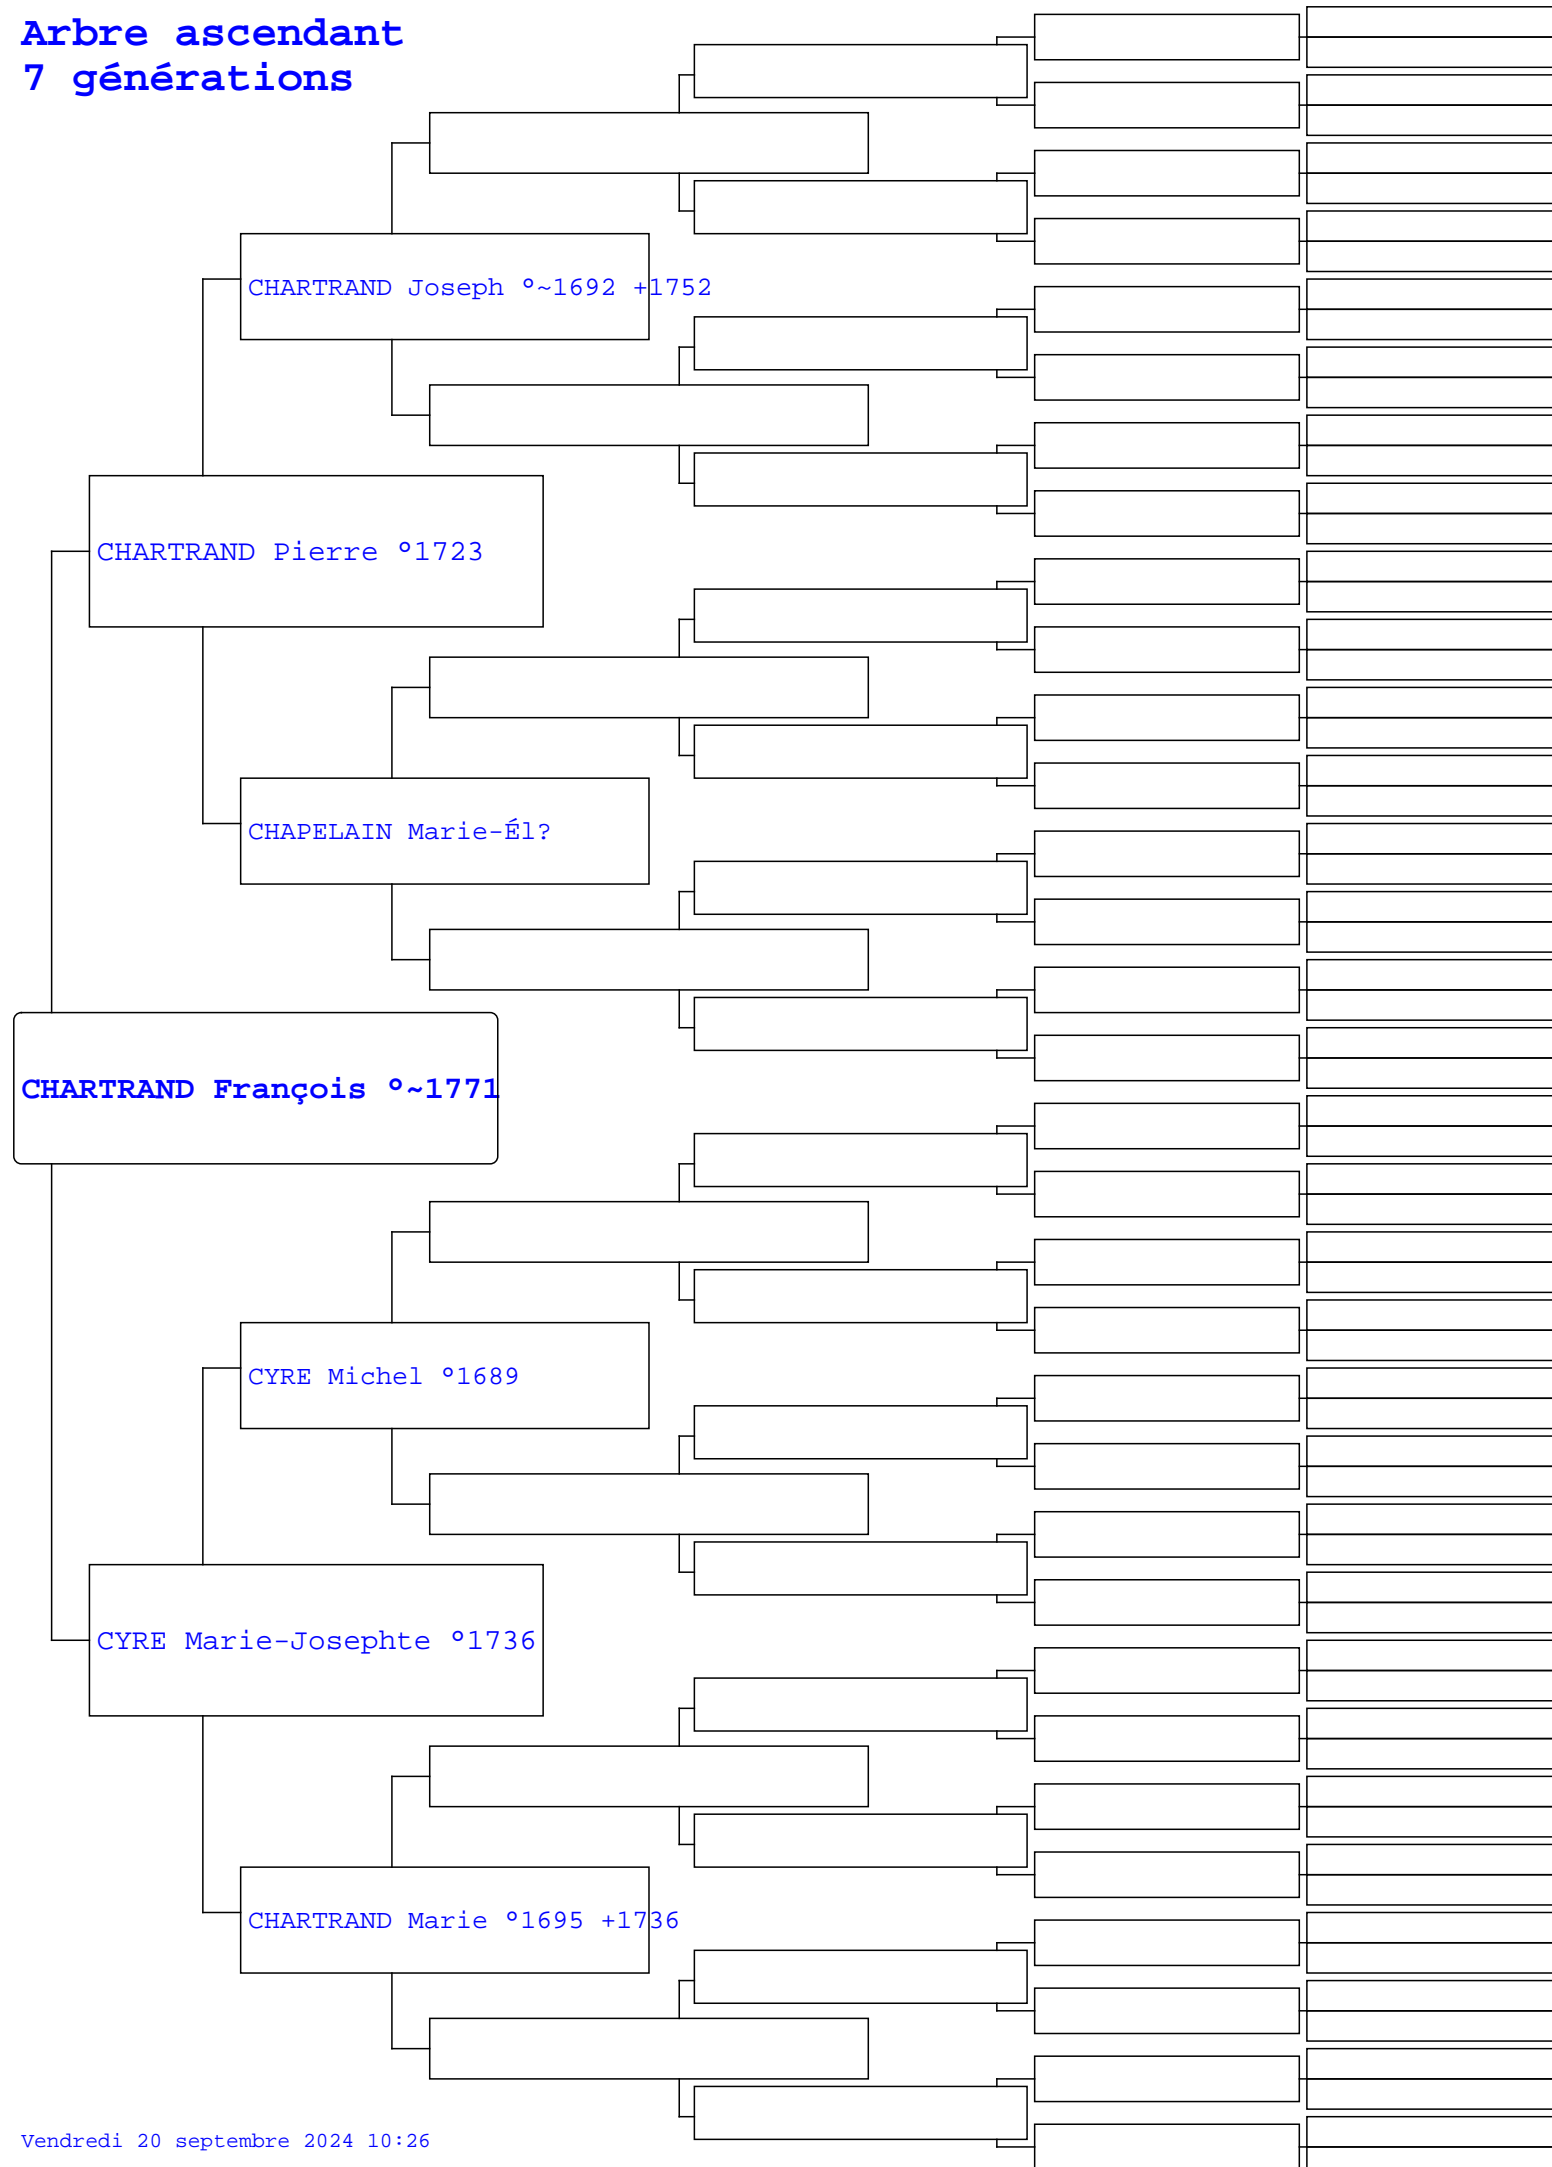 Arbre ascendant
7 générations
CHARTRAND Joseph °~1692 +1752
CHARTRAND Pierre °1723
CHAPELAIN Marie-Él?
CHARTRAND François °~1771
CYRE Michel °1689
CYRE Marie-Josephte °1736
CHARTRAND Marie °1695 +1736
Vendredi 20 septembre 2024 10:26